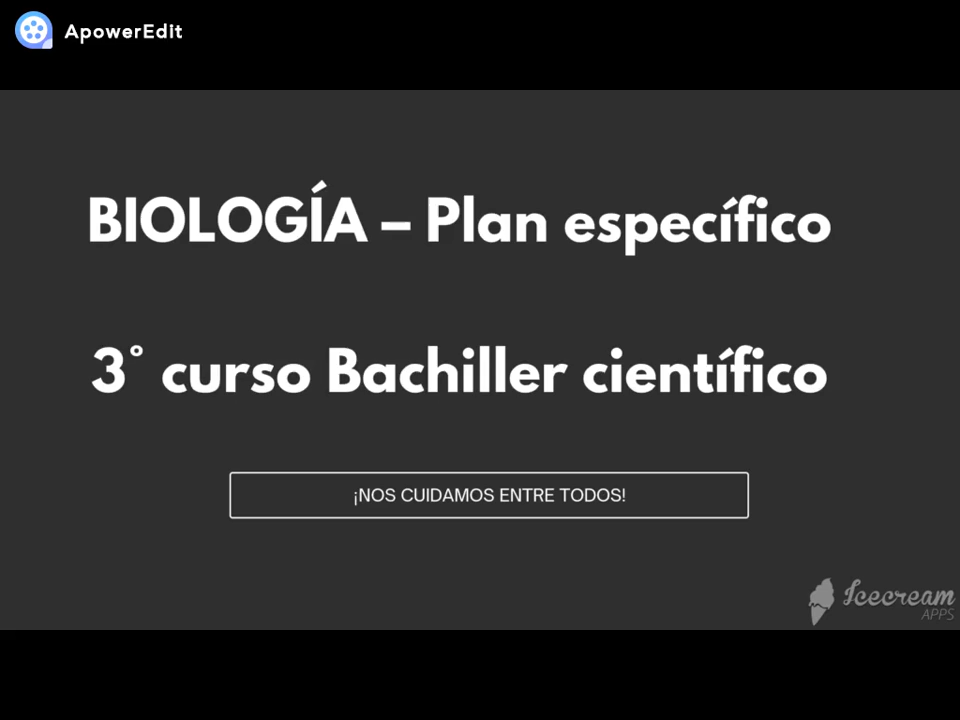 ApowerEdit
BIOLOGÍA – Plan específico
3° curso Bachiller científico
¡NOS CUIDAMOS ENTRE TODOS!
Icecream
APPS